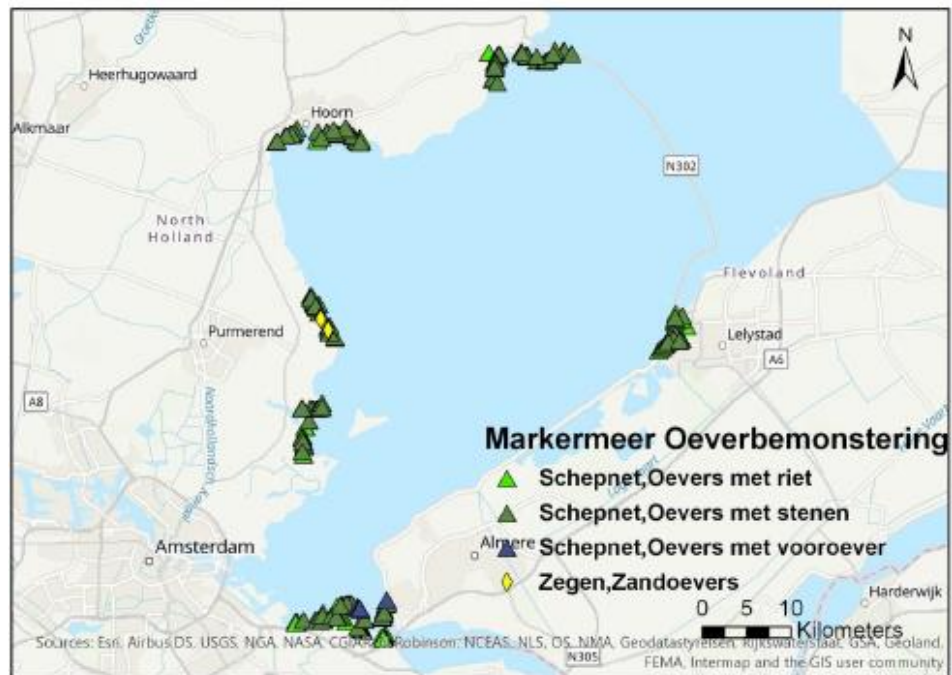 N
Heerhugowaard
Hoorn
Alkmaar
N302
North
Holland
Flevoland
Purmerend
Lelystad
A6
A8
Markermeer Oeverbemonstering
Schepnet,Oevers met riet
Schepnet,Oevers met stenen
Almere
Schepnet,Oevers met vooroever
Amsterdam
Zegen,Zandoevers
Harderwijk
0 5 10
Kilometers
Sources: Esri, Airbus DS, USGS, NGA, NASA, Robinson, NCEAS, NLS, OS, NMA, Geodatastyrelsen, Rijkswaterstaat, GSA, Geoland,
FEMA, Intermap and the GIS user community
N305